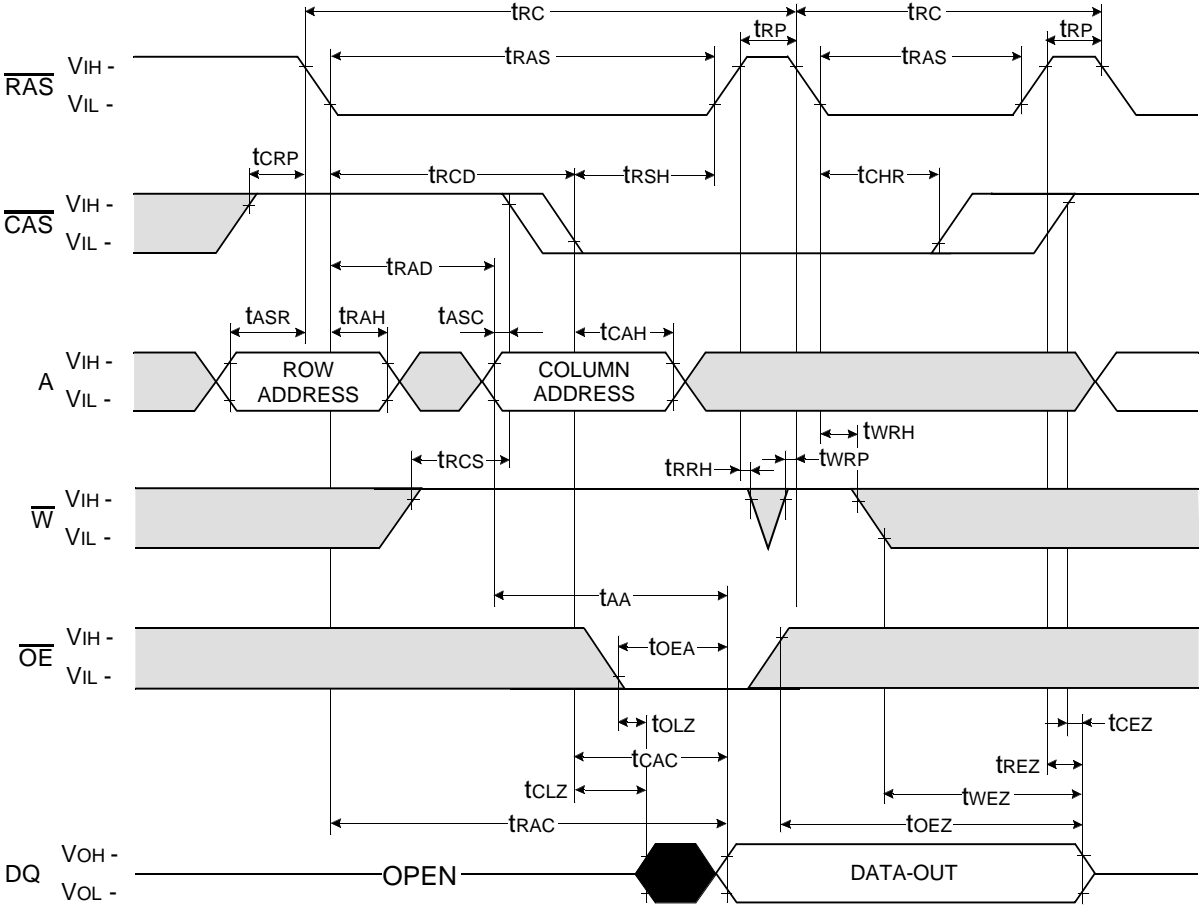 tRC tRC
tRP tRP
tRAS tRAS
RAS VIH -
VIL -
tCRP tRCD tRSH tCHR
CAS VIH -
VIL -
tRAD
tASR tRAH tASC tCAH
A VIH -
VIL -
ROW
ADDRESS
COLUMN
ADDRESS
tWRH
tRCS tRRH tWRP
W VIH -
VIL -
tAA
OE VIH -
VIL -
tOEA
tOLZ tCEZ
tCAC tREZ
tCLZ tWEZ
tRAC tOEZ
DQ VOH -
VOL -
OPEN DATA-OUT